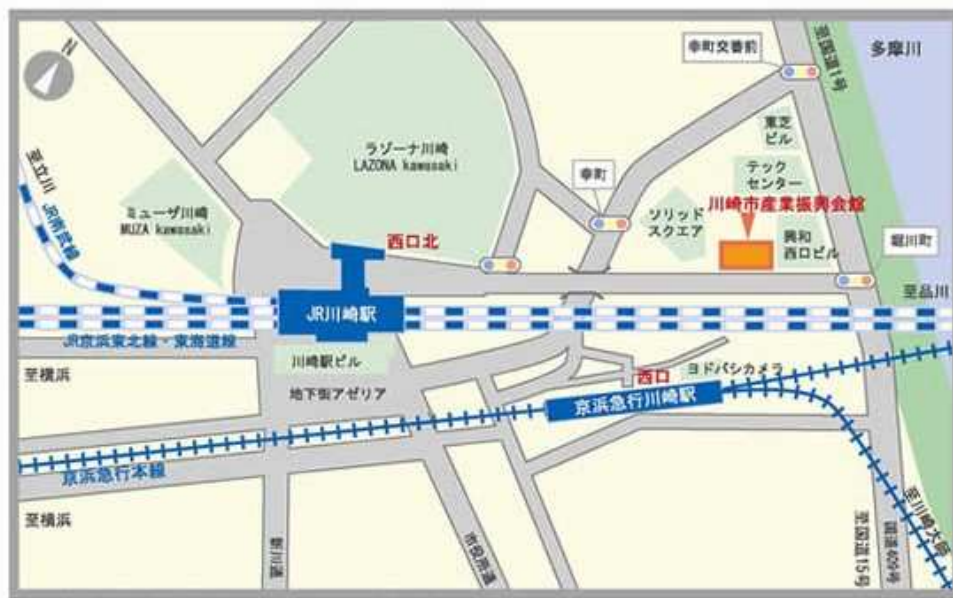 N
至国道1号
多摩川
幸町交番前
東芝
ビル
至立川
JR南武線
ラゾーナ川崎
LAZONA kawasaki
幸町
テック
センター
ミューザ川崎
MUZA kawasaki
ソリッド
スクエア
川崎市産業振興会館
西口北
興和
西口ビル
堀川町
至品川
JR川崎駅
JR京浜東北線・東海道線
川崎駅ビル
至横浜
西口
ヨドバシカメラ
地下街アゼリア
京浜急行川崎駅
京浜急行本線
至横浜
新川通
市役所通
至国道15号
国道409号
至川崎大師